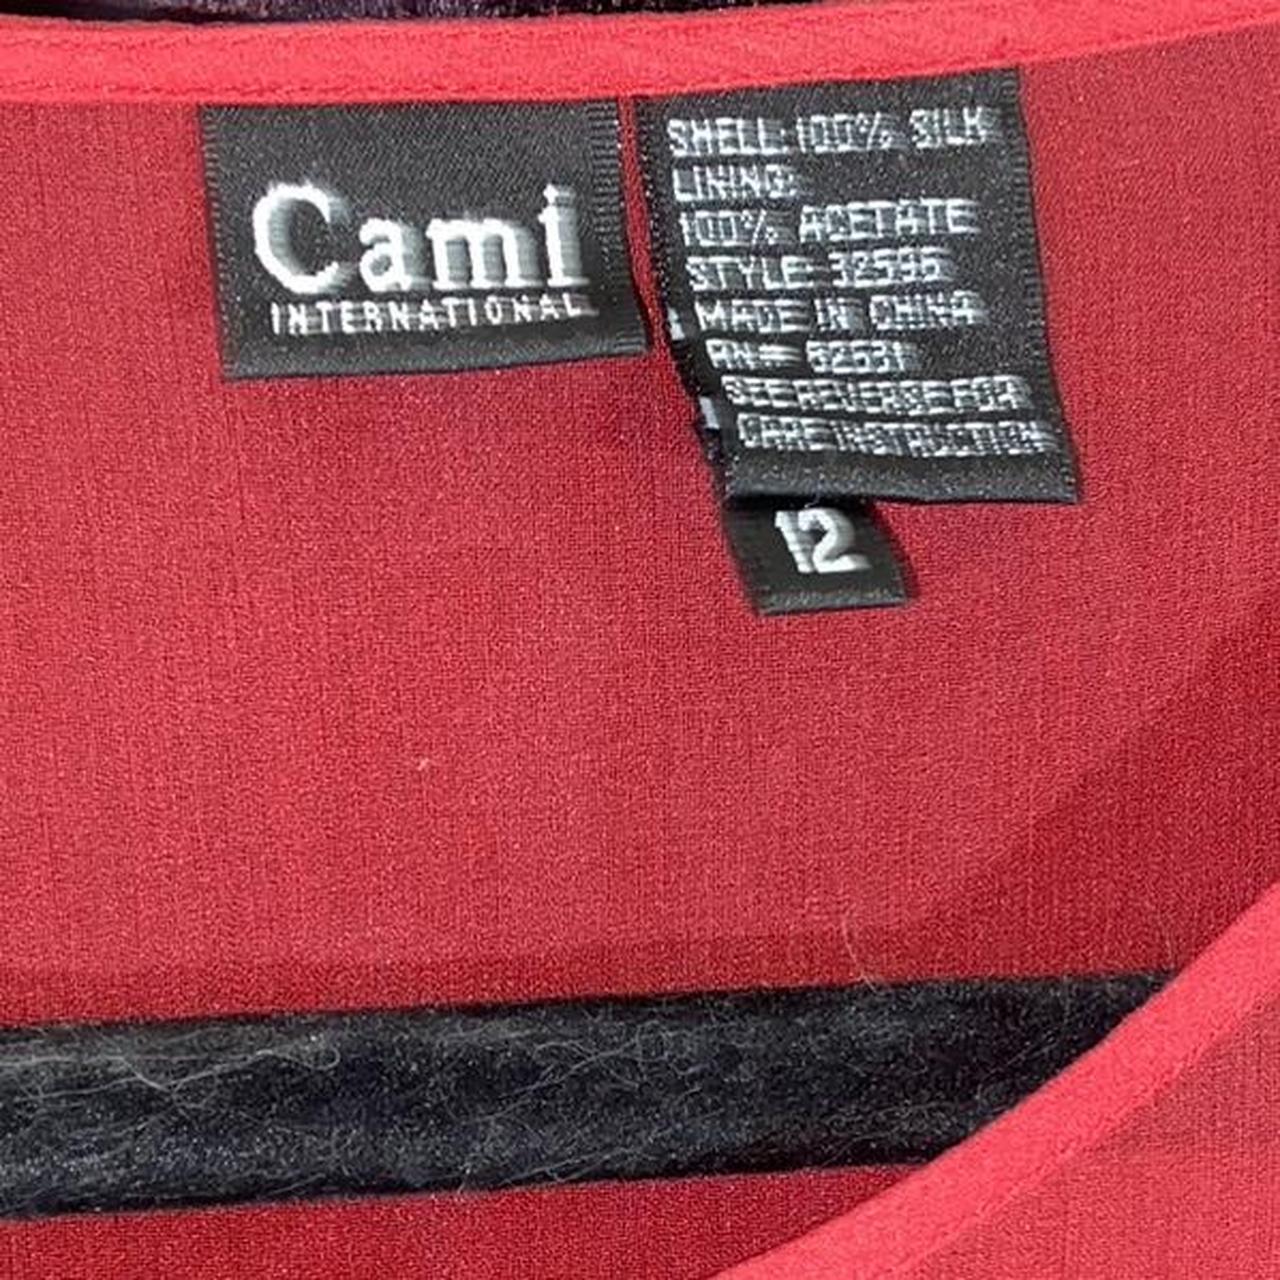 Cami
INTERNATIONAL
SHELL: 100% SILK
LINING:
100% ACETATE
STYLE: 32595
MADE IN CHINA
RN# 62531
SEE REVERSE FOR
CARE INSTRUCTION
12